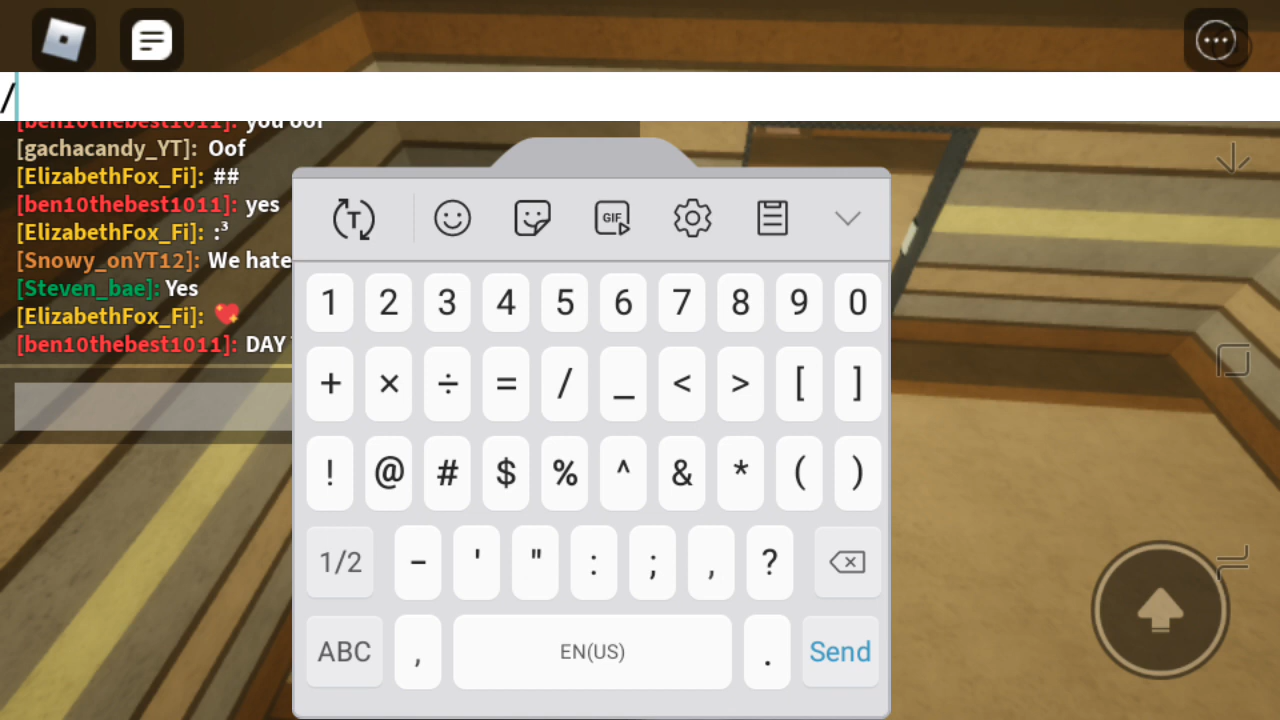 /
[ben10thebest1011]: you oof
[gachacandy_YT]: Oof
[ElizabethFox_Fi]: ##
[ben10thebest1011]: yes
[ElizabethFox_Fi]: :³
[Snowy_onYT12]: We hate
[Steven_bae]: Yes
[ElizabethFox_Fi]: 💖
[ben10thebest1011]: DAY
T GIF
1 2 3 4 5 6 7 8 9 0
+ × ÷ = / _ < > [ ]
! @ # $ % ^ & * ( )
1/2 - ' " : ; , ?
ABC , EN(US) . Send